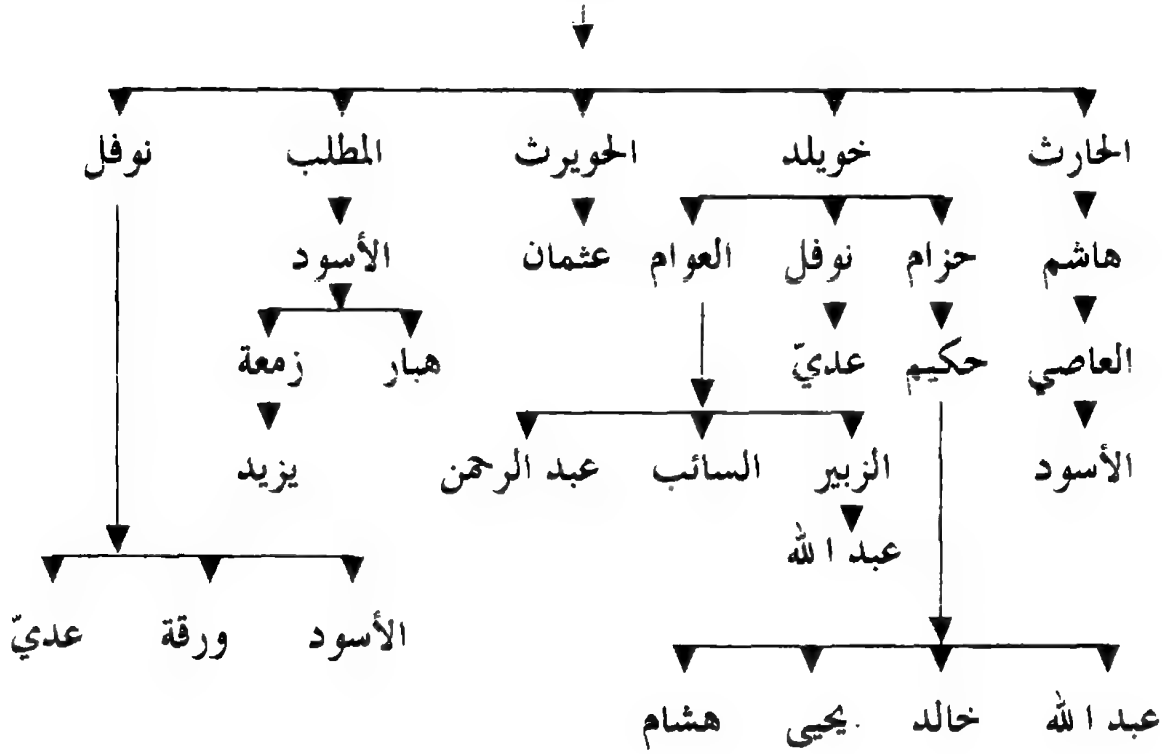 الحارث خويلد الحويرث المطلب نوفل
هاشم حزام نوفل العوام عثمان الأسود
العاصي حكيم عديّ هبار زمعة
الأسود الزبير السائب عبد الرحمن يزيد
عبد الله
الأسود ورقة عديّ
عبد الله خالد يحيى هشام